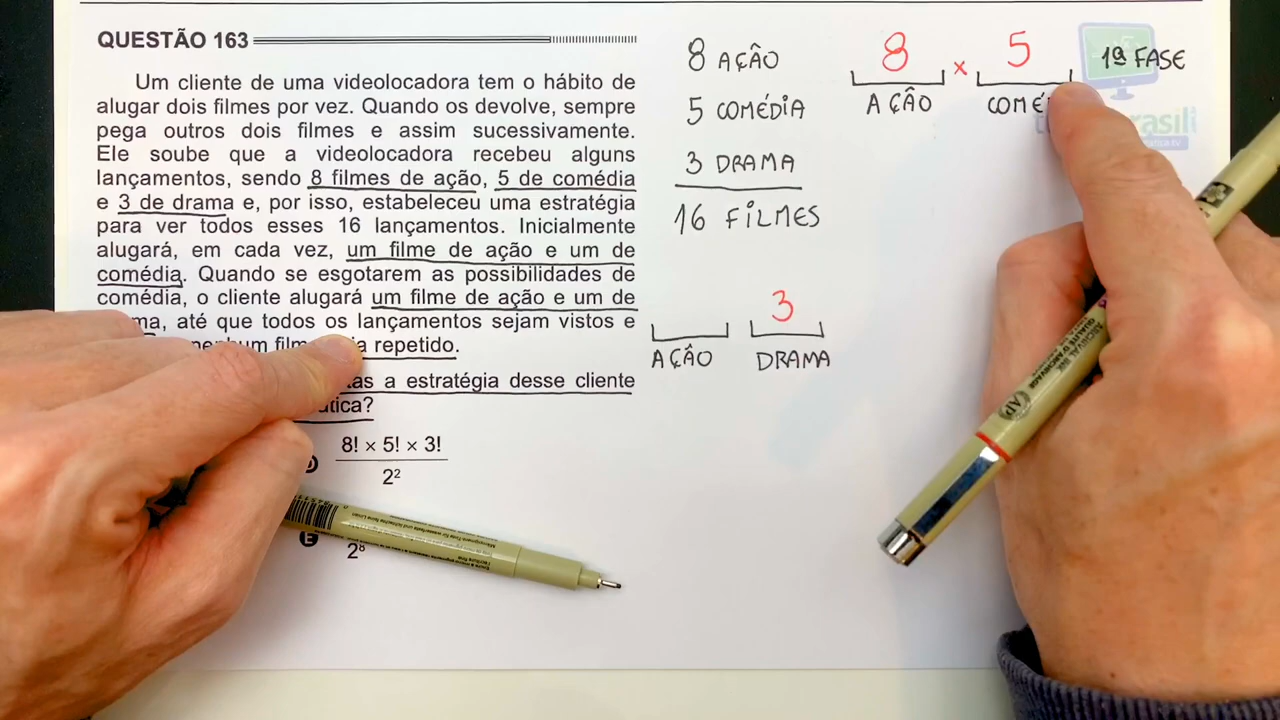 QUESTÃO 163
Um cliente de uma videolocadora tem o hábito de
alugar dois filmes por vez. Quando os devolve, sempre
pega outros dois filmes e assim sucessivamente.
Ele soube que a videolocadora recebeu alguns
lançamentos, sendo 8 filmes de ação, 5 de comédia
e 3 de drama e, por isso, estabeleceu uma estratégia
para ver todos esses 16 lançamentos. Inicialmente
alugará, em cada vez, um filme de ação e um de
comédia. Quando se esgotarem as possibilidades de
comédia, o cliente alugará um filme de ação e um de
, até que todos os lançamentos sejam vistos e
repetido.
a estratégia desse cliente
8! × 5! × 3!
2²
E
2⁸
8 AÇÃO
5 COMÉDIA
3 DRAMA
16 FILMES
8 × 5 1ª FASE
AÇÃO
3
AÇÃO DRAMA